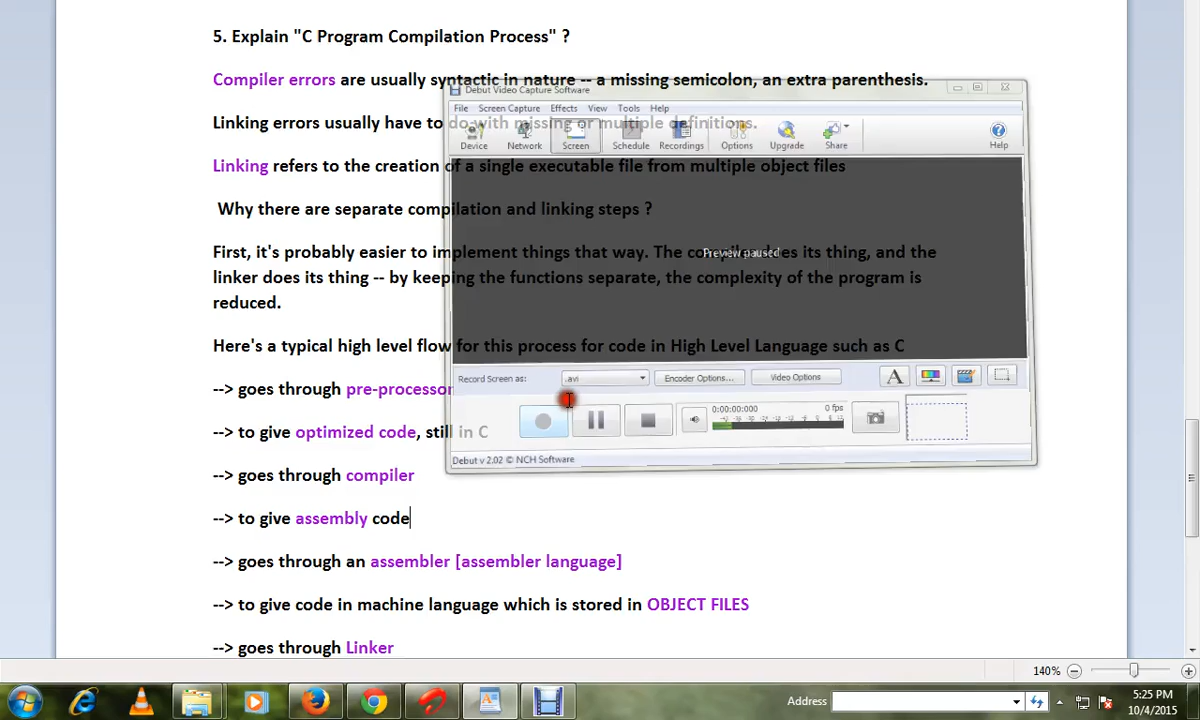 5. Explain "C Program Compilation Process" ?
Compiler errors are usually syntactic in nature -- a missing semicolon, an extra parenthesis.
Debut Video Capture Software
File Screen Capture Effects View Tools Help
Linking errors usually have to do with missing or multiple definitions.
Device Network Screen Schedule Recordings Options Upgrade Share Help
Linking refers to the creation of a single executable file from multiple object files
Why there are separate compilation and linking steps ?
First, it's probably easier to implement things that way. The compiler does its thing, and the
Preview paused
linker does its thing -- by keeping the functions separate, the complexity of the program is
reduced.
Here's a typical high level flow for this process for code in High Level Language such as C
Record Screen as: .avi Encoder Options... Video Options A
--> goes through pre-processor
0:00:00:000 0 fps
--> to give optimized code, still in C
Debut v 2.02 © NCH Software
--> goes through compiler
--> to give assembly code
--> goes through an assembler [assembler language]
--> to give code in machine language which is stored in OBJECT FILES
--> goes through Linker
140%
Address
5:25 PM
10/4/2015